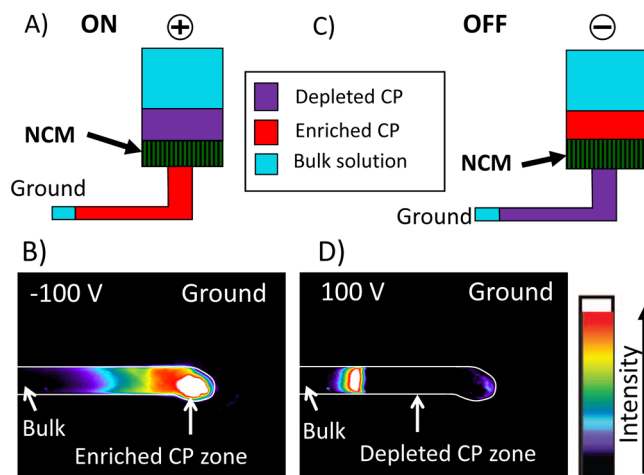 A) ON +
C) OFF −
Depleted CP
Enriched CP
Bulk solution
NCM
Ground
NCM
Ground
B)
-100 V Ground
Bulk
Enriched CP zone
D)
100 V Ground
Bulk
Depleted CP zone
Intensity